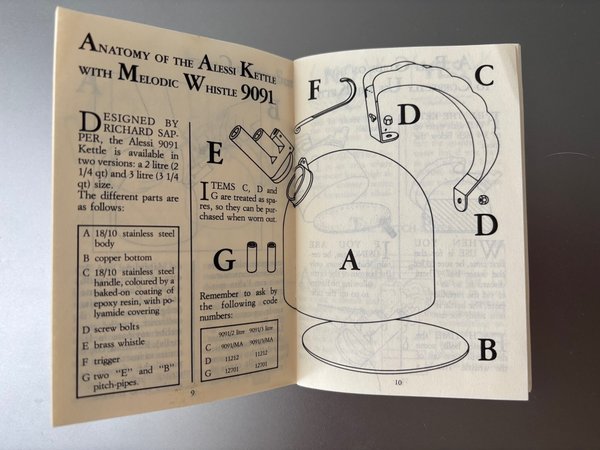 ANATOMY OF THE ALESSI KETTLE
WITH MELODIC WHISTLE 9091
DESIGNED BY
RICHARD SAP-
PER, the Alessi 9091
Kettle is available in
two versions: a 2 litre (2
1/4 qt) and 3 litre (3 1/4
qt) size.
The different parts are
as follows:
A 18/10 stainless steel
body
B copper bottom
C 18/10 stainless steel
handle, coloured by a
baked-on coating of
epoxy resin, with po-
lyamide covering
D screw bolts
E brass whistle
F trigger
G two "E" and "B"
pitch-pipes.
E
ITEMS C, D and
G are treated as spa-
res, so they can be pur-
chased when worn out.
G
Remember to ask by
the following code
numbers:
9091/2 litre 9091/3 litre
C 9091/MA 9091/3/MA
D 11212 11212
G 12701 12701
9
F
C
D
D
A
B
10